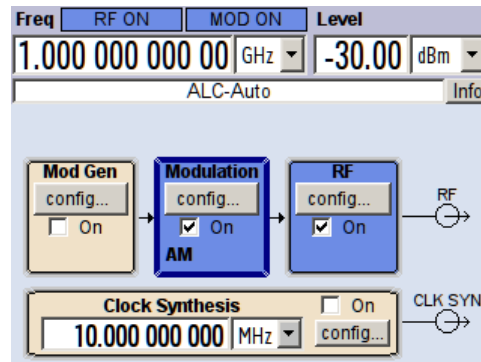 Freq RF ON MOD ON Level
1.000 000 000 00 GHz -30.00 dBm
ALC-Auto Info
Mod Gen Modulation RF
config... config... config... RF
On On On
AM
Clock Synthesis On CLK SYN
10.000 000 000 MHz config...